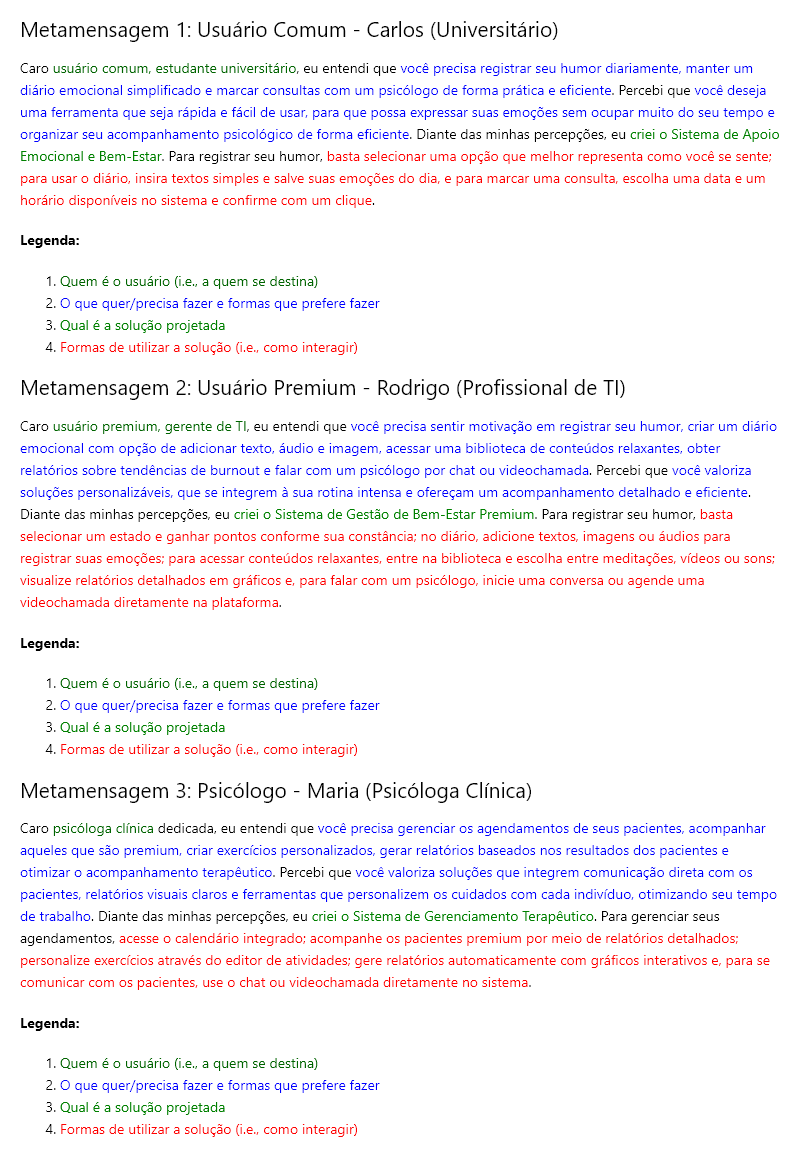 Metamensagem 1: Usuário Comum - Carlos (Universitário)
Caro usuário comum, estudante universitário, eu entendi que você precisa registrar seu humor diariamente, manter um
diário emocional simplificado e marcar consultas com um psicólogo de forma prática e eficiente. Percebi que você deseja
uma ferramenta que seja rápida e fácil de usar, para que possa expressar suas emoções sem ocupar muito do seu tempo e
organizar seu acompanhamento psicológico de forma eficiente. Diante das minhas percepções, eu criei o Sistema de Apoio
Emocional e Bem-Estar. Para registrar seu humor, basta selecionar uma opção que melhor representa como você se sente;
para usar o diário, insira textos simples e salve suas emoções do dia, e para marcar uma consulta, escolha uma data e um
horário disponíveis no sistema e confirme com um clique.
Legenda:
1. Quem é o usuário (i.e., a quem se destina)
2. O que quer/precisa fazer e formas que prefere fazer
3. Qual é a solução projetada
4. Formas de utilizar a solução (i.e., como interagir)
Metamensagem 2: Usuário Premium - Rodrigo (Profissional de TI)
Caro usuário premium, gerente de TI, eu entendi que você precisa sentir motivação em registrar seu humor, criar um diário
emocional com opção de adicionar texto, áudio e imagem, acessar uma biblioteca de conteúdos relaxantes, obter
relatórios sobre tendências de burnout e falar com um psicólogo por chat ou videochamada. Percebi que você valoriza
soluções personalizáveis, que se integrem à sua rotina intensa e ofereçam um acompanhamento detalhado e eficiente.
Diante das minhas percepções, eu criei o Sistema de Gestão de Bem-Estar Premium. Para registrar seu humor, basta
selecionar um estado e ganhar pontos conforme sua constância; no diário, adicione textos, imagens ou áudios para
registrar suas emoções; para acessar conteúdos relaxantes, entre na biblioteca e escolha entre meditações, vídeos ou sons;
visualize relatórios detalhados em gráficos e, para falar com um psicólogo, inicie uma conversa ou agende uma
videochamada diretamente na plataforma.
Legenda:
1. Quem é o usuário (i.e., a quem se destina)
2. O que quer/precisa fazer e formas que prefere fazer
3. Qual é a solução projetada
4. Formas de utilizar a solução (i.e., como interagir)
Metamensagem 3: Psicólogo - Maria (Psicóloga Clínica)
Caro psicóloga clínica dedicada, eu entendi que você precisa gerenciar os agendamentos de seus pacientes, acompanhar
aqueles que são premium, criar exercícios personalizados, gerar relatórios baseados nos resultados dos pacientes e
otimizar o acompanhamento terapêutico. Percebi que você valoriza soluções que integrem comunicação direta com os
pacientes, relatórios visuais claros e ferramentas que personalizem os cuidados com cada indivíduo, otimizando seu tempo
de trabalho. Diante das minhas percepções, eu criei o Sistema de Gerenciamento Terapêutico. Para gerenciar seus
agendamentos, acesse o calendário integrado; acompanhe os pacientes premium por meio de relatórios detalhados;
personalize exercícios através do editor de atividades; gere relatórios automaticamente com gráficos interativos e, para se
comunicar com os pacientes, use o chat ou videochamada diretamente no sistema.
Legenda:
1. Quem é o usuário (i.e., a quem se destina)
2. O que quer/precisa fazer e formas que prefere fazer
3. Qual é a solução projetada
4. Formas de utilizar a solução (i.e., como interagir)